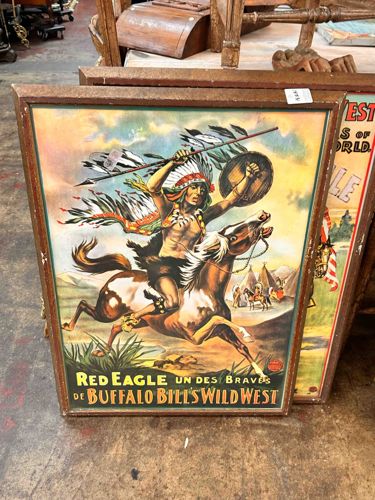 RED EAGLE UN DES BRAVES
DE BUFFALO BILL'S WILD WEST
EST
S OF
ORLD.
LE